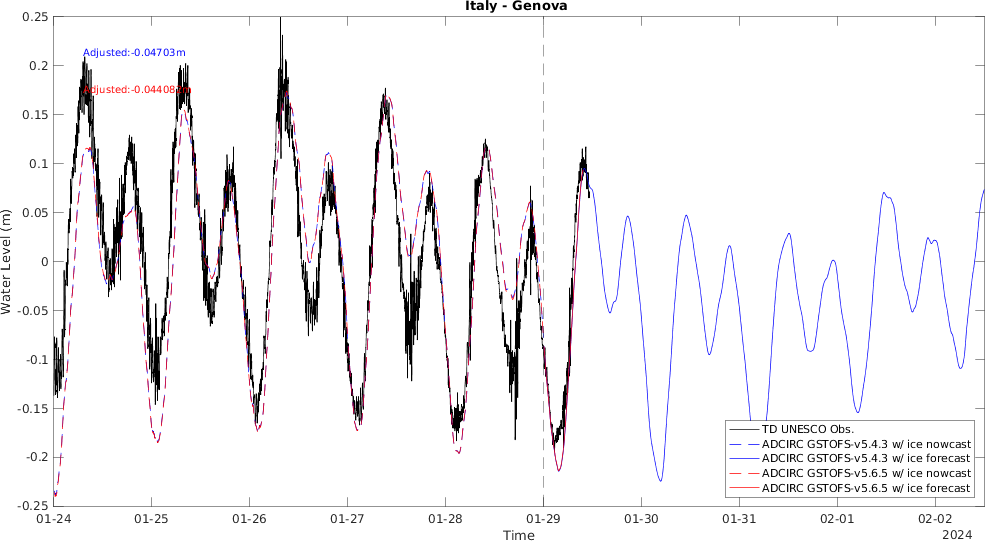 Italy - Genova
Adjusted:-0.04703m
Adjusted:-0.04408
Water Level (m)
0.25
0.2
0.15
0.1
0.05
0
-0.05
-0.1
-0.15
-0.2
-0.25
TD UNESCO Obs.
ADCIRC GSTOFS-v5.4.3 w/ ice nowcast
ADCIRC GSTOFS-v5.4.3 w/ ice forecast
ADCIRC GSTOFS-v5.6.5 w/ ice nowcast
ADCIRC GSTOFS-v5.6.5 w/ ice forecast
01-24 01-25 01-26 01-27 01-28 01-29 01-30 01-31 02-01 02-02
Time
2024